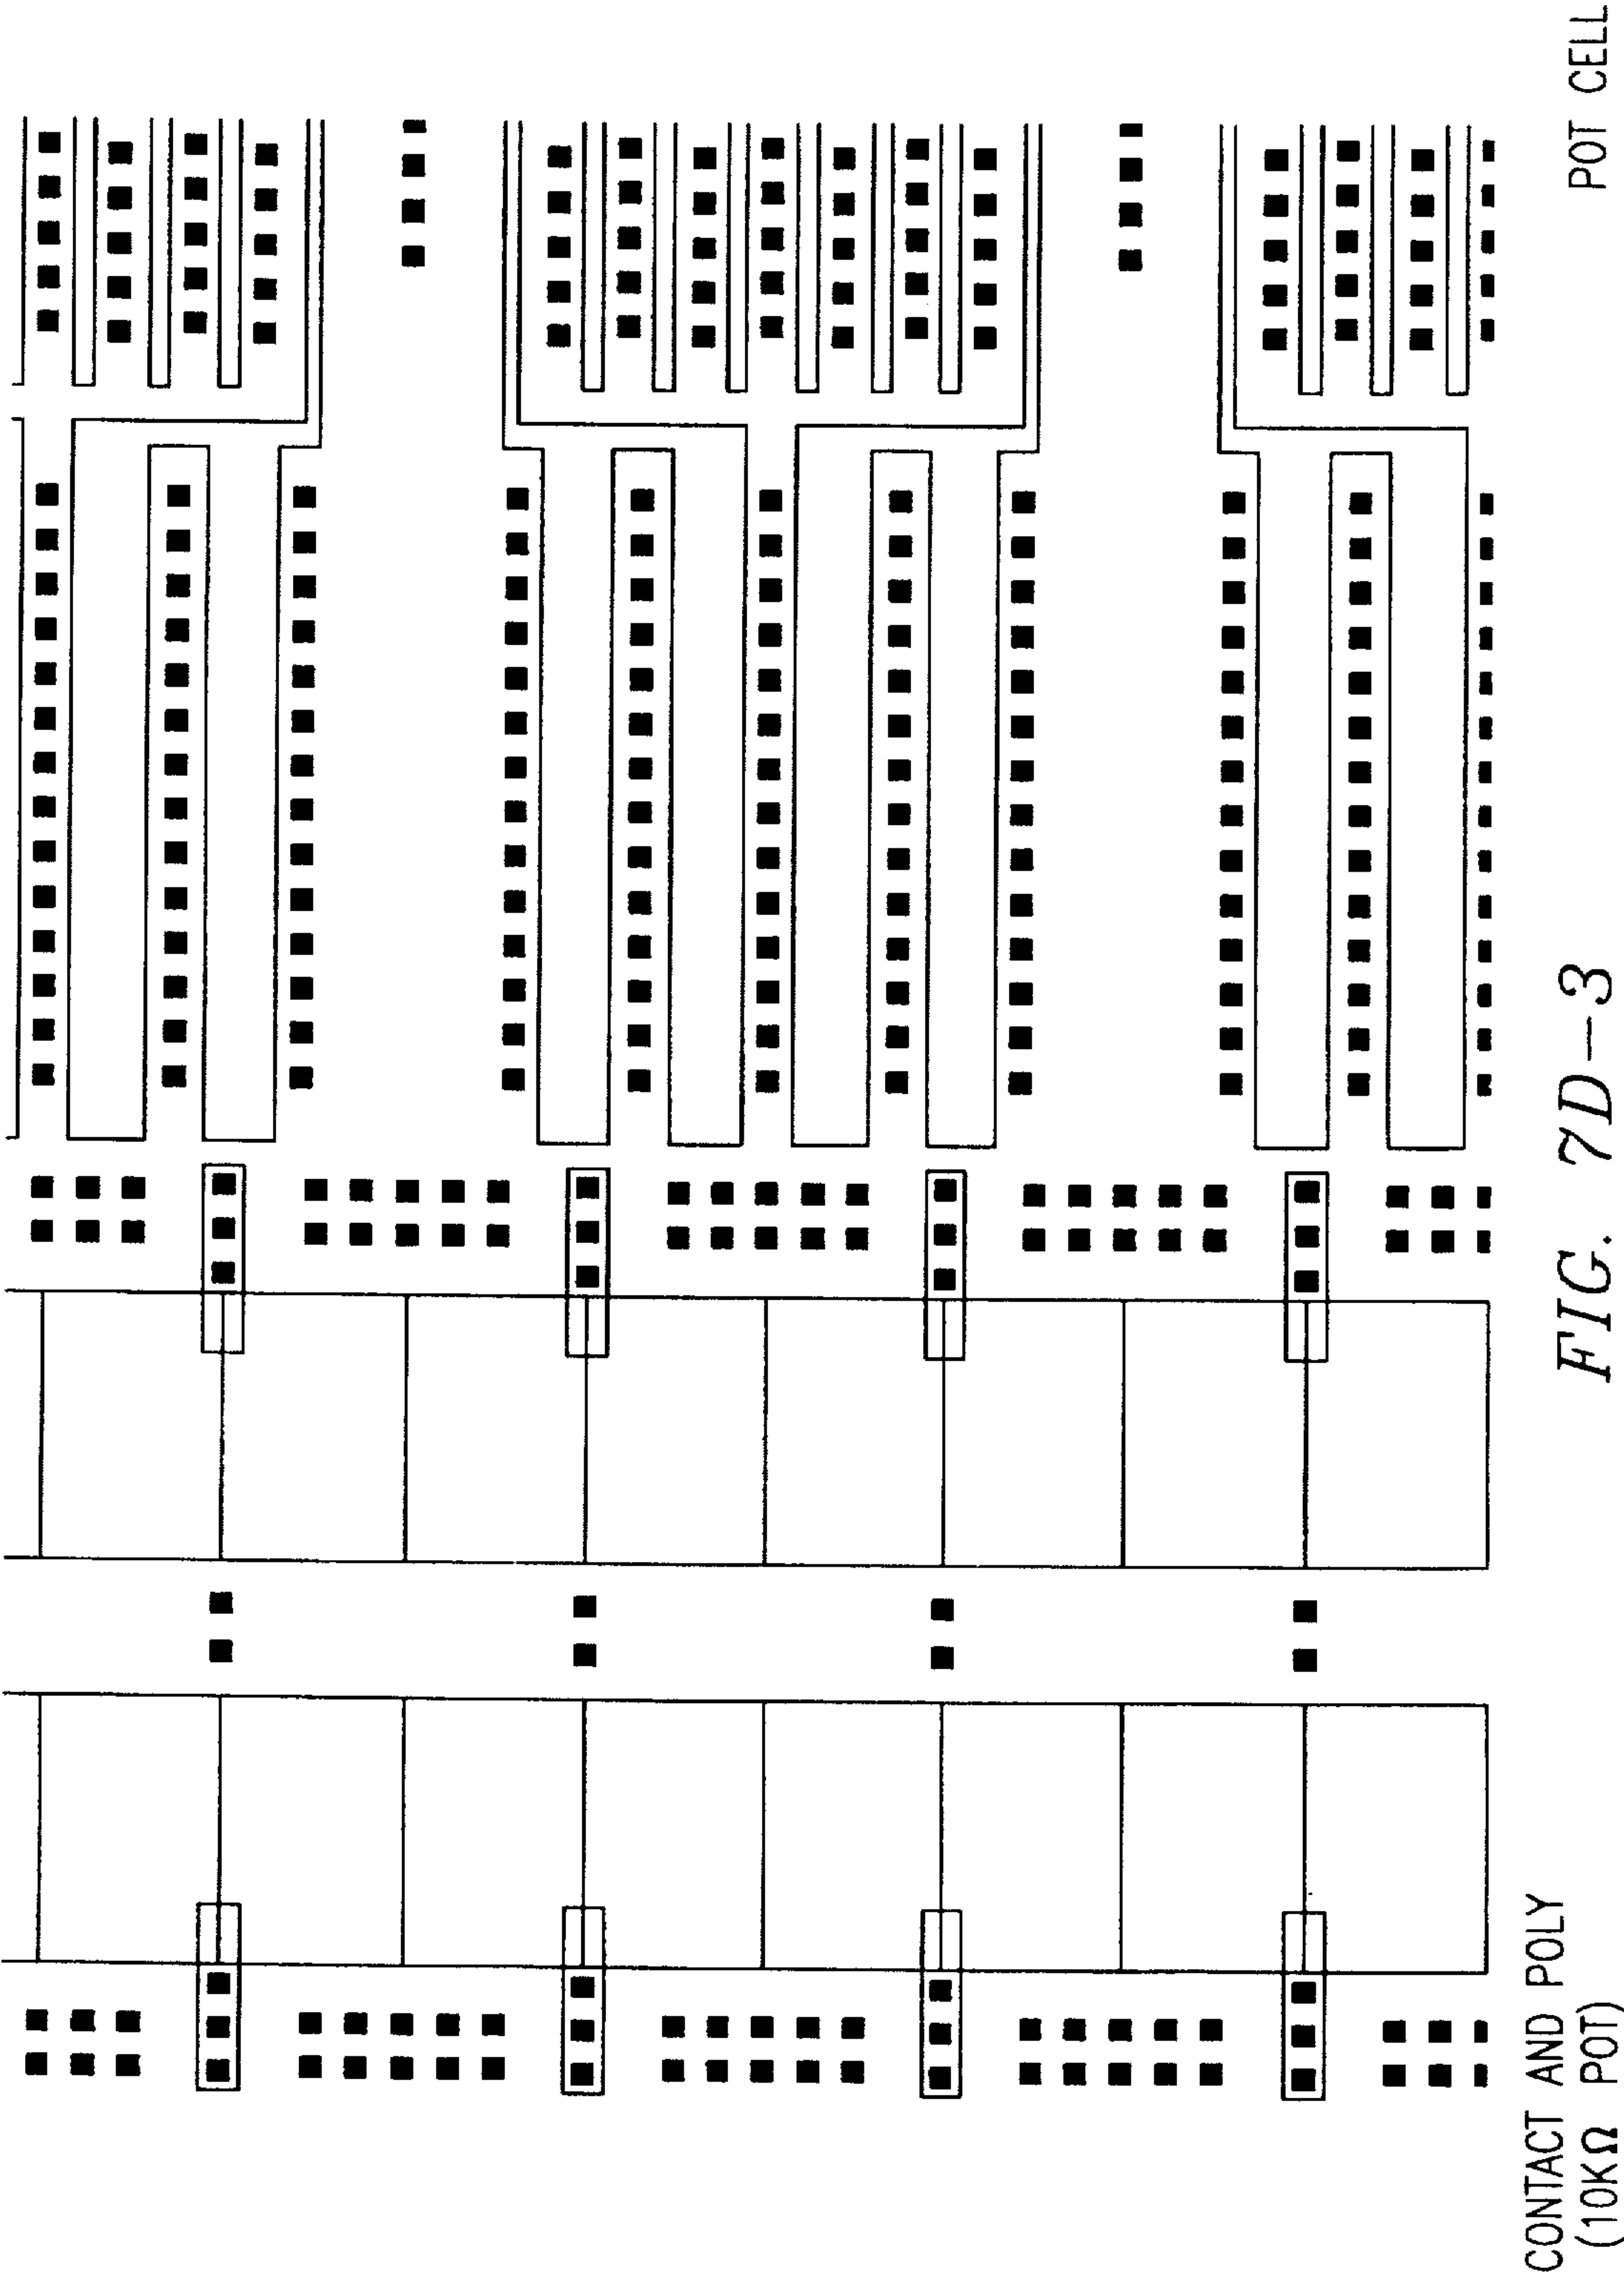 CONTACT AND POLY
(10KΩ POT)
FIG. 7D-3
POT CELL